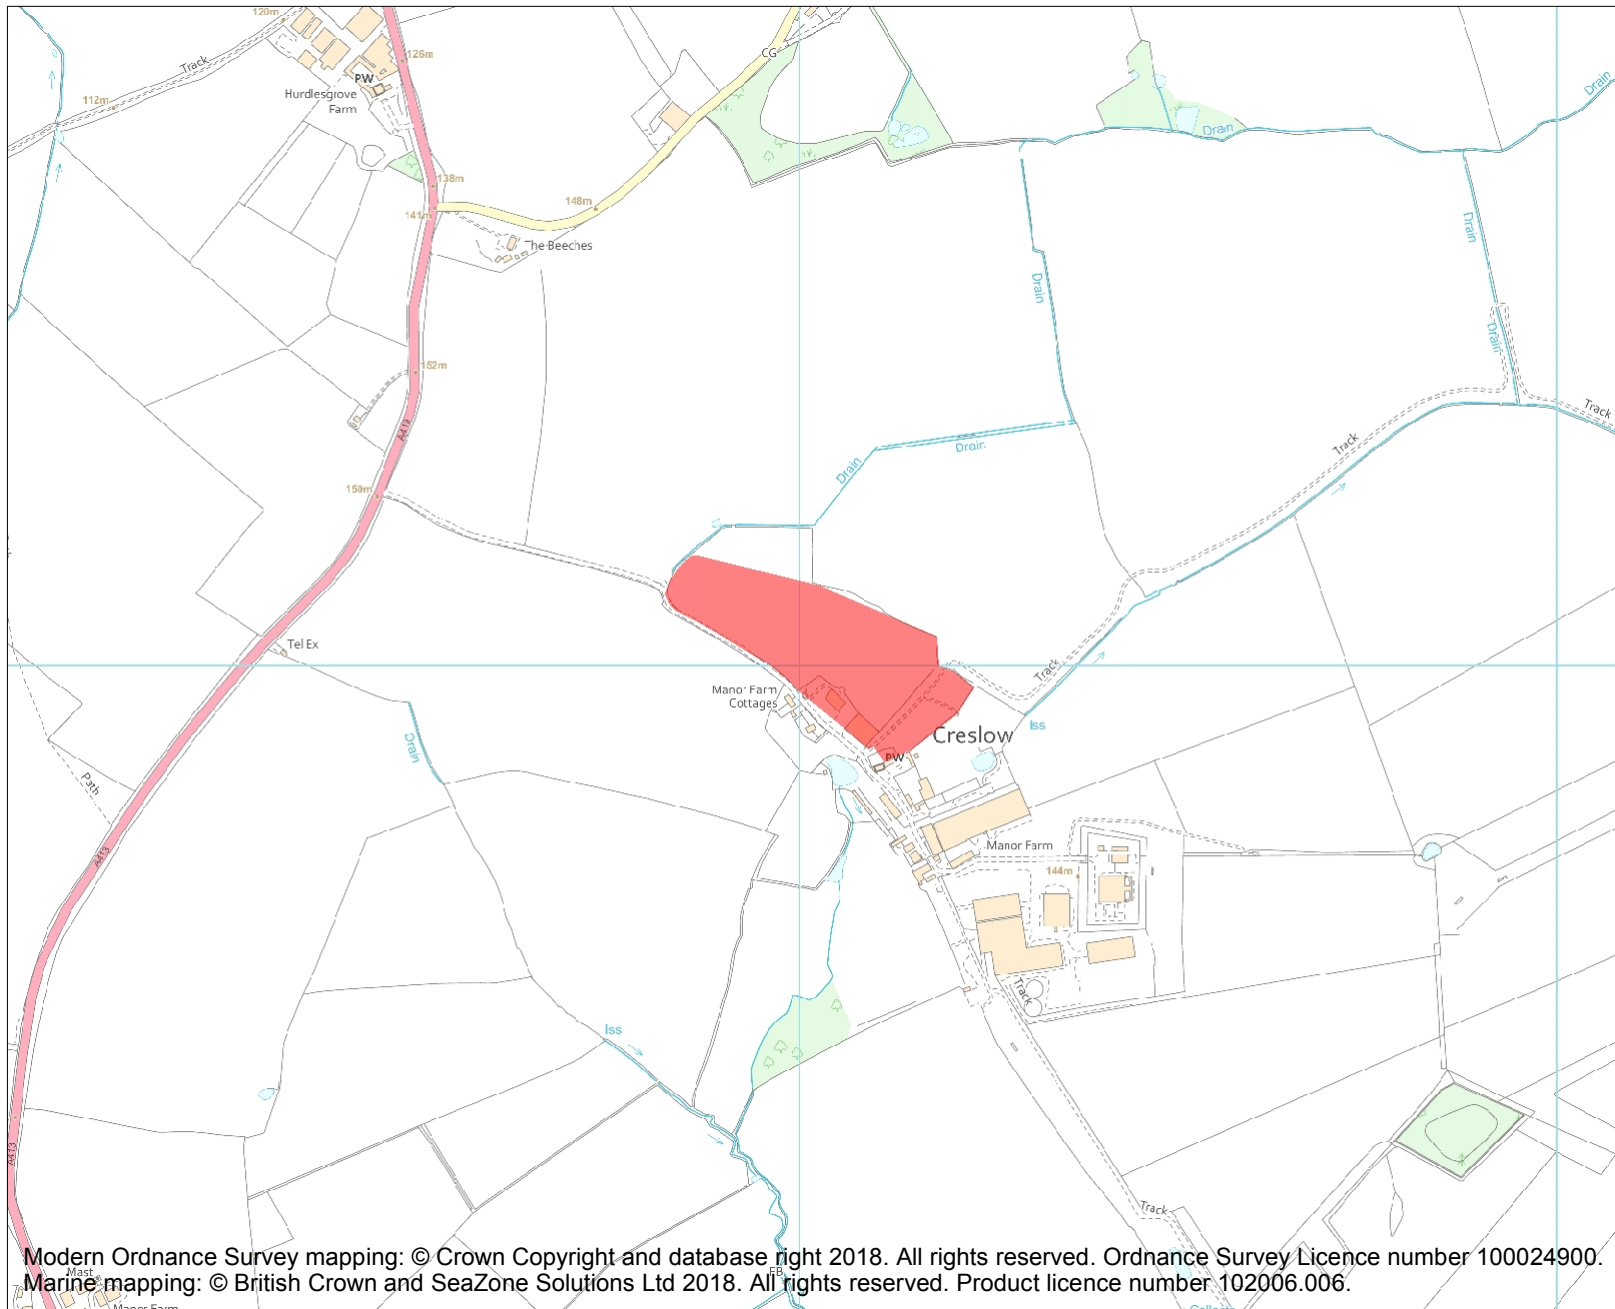 120m
Track
126m
PW
112m
Hurdlesgrove
Farm
CG
Drain
Drain
138m
148m
141m
The Beeches
Drain
Drain
Drain
152m
Track
A413
Track
Drain
Drain
150m
Tel Ex
Track
Manor Farm
Cottages
Iss
Creslow
Drain
PW
Path
Manor Farm
A413
144m
Track
Iss
A413
Track
Modern Ordnance Survey mapping: © Crown Copyright and database right 2018. All rights reserved. Ordnance Survey Licence number 100024900.
Mast
FB
Marine mapping: © British Crown and SeaZone Solutions Ltd 2018. All rights reserved. Product licence number 102006.006.
Manor Farm